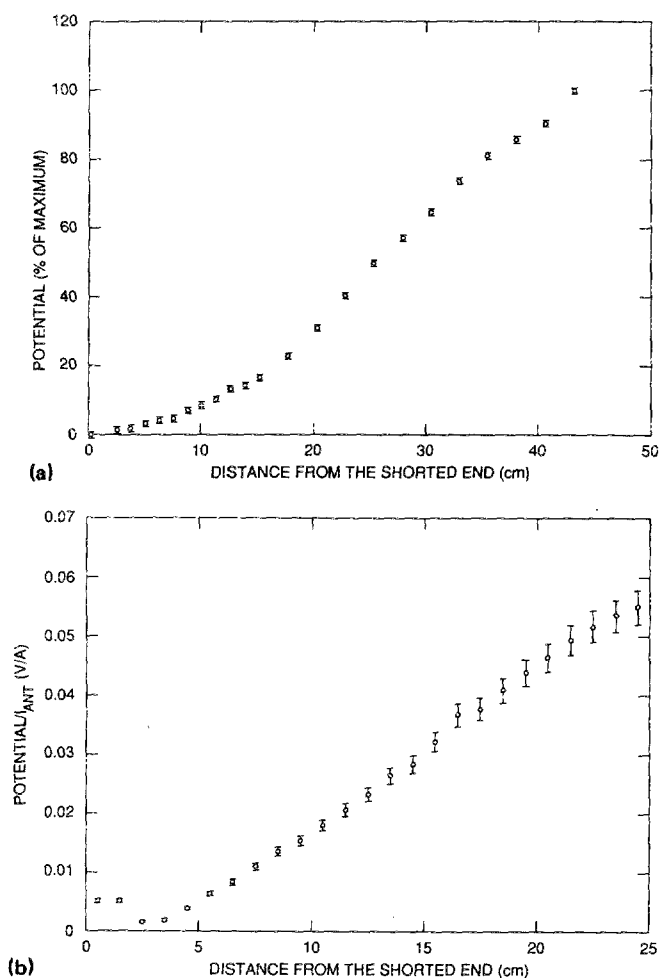 120
100
80
60
40
20
0
POTENTIAL (% OF MAXIMUM)
0 10 20 30 40 50
DISTANCE FROM THE SHORTED END (cm)
(a)
0.07
0.06
0.05
0.04
0.03
0.02
0.01
0
POTENTIAL/I_ANT (V/A)
0 5 10 15 20 25
DISTANCE FROM THE SHORTED END (cm)
(b)